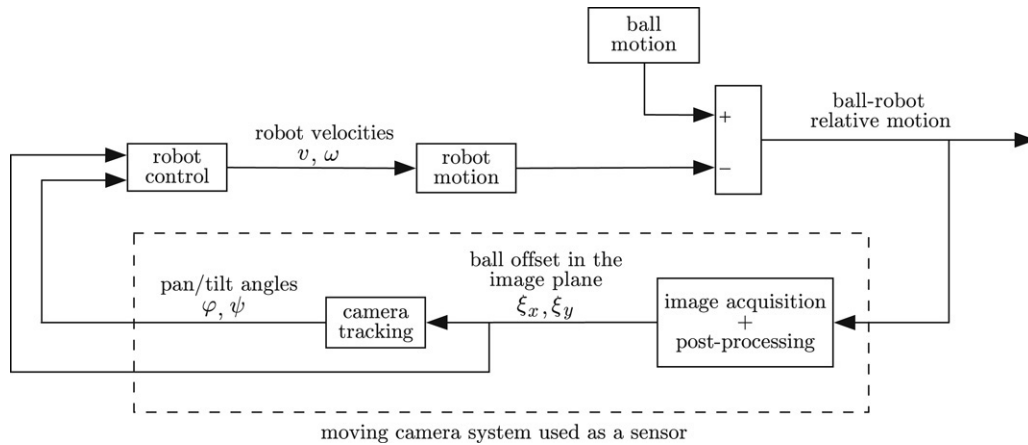 ball
motion
ball-robot
relative motion
+
−
robot velocities
v, ω
robot
control
robot
motion
ball offset in the
image plane
ξx, ξy
pan/tilt angles
φ, ψ
camera
tracking
image acquisition
+
post-processing
moving camera system used as a sensor